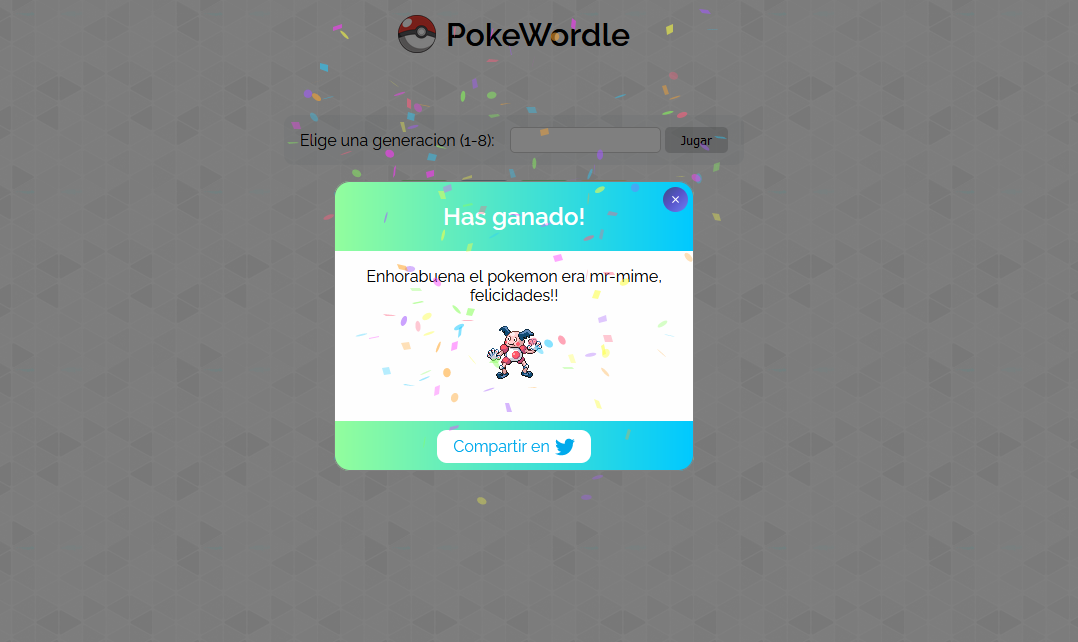 PokeWordle
Elige una generacion (1-8):
Jugar
Has ganado!
×
Enhorabuena el pokemon era mr-mime,
felicidades!!
Compartir en